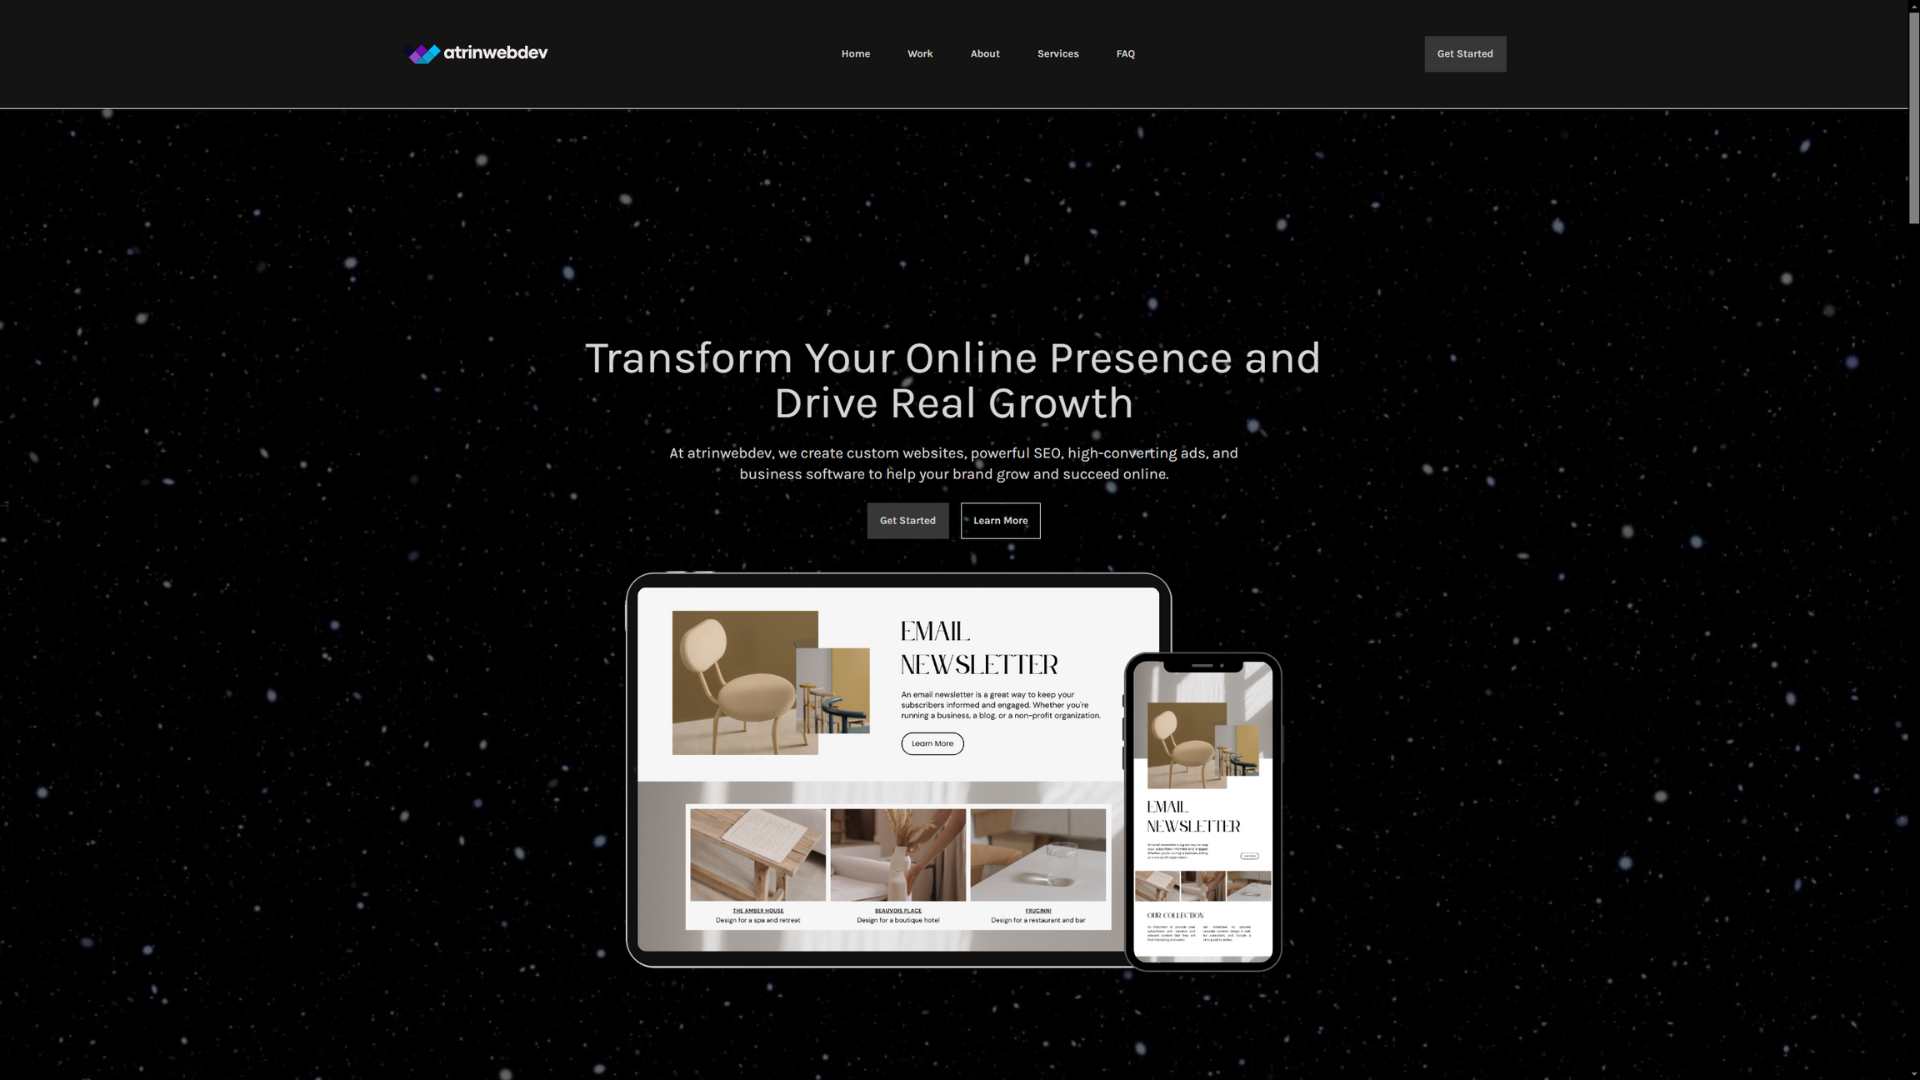 atrinwebdev
Home
Work
About
Services
FAQ
Get Started
Transform Your Online Presence and
Drive Real Growth
At atrinwebdev, we create custom websites, powerful SEO, high-converting ads, and
business software to help your brand grow and succeed online.
Get Started
Learn More
EMAIL
NEWSLETTER
An email newsletter is a great way to keep your
subscribers informed and engaged. Whether you're
running a business, a blog, or a non-profit organization.
Learn More
THE AMBER HOUSE
Design for a spa and retreat
BEAUVOIS PLACE
Design for a boutique hotel
FRUCINNI
Design for a restaurant and bar
EMAIL
NEWSLETTER
OUR COLLECTION